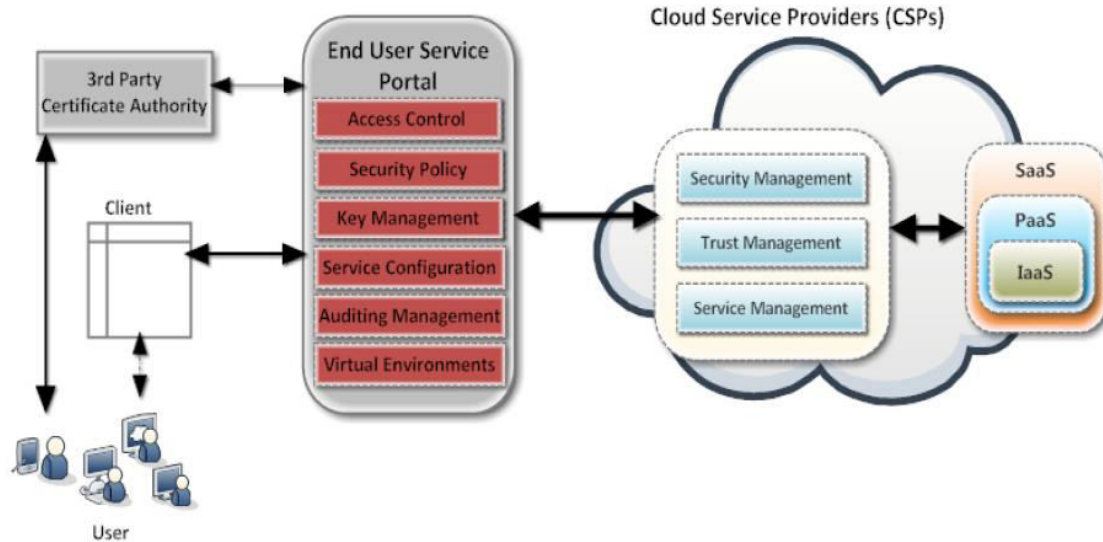 Cloud Service Providers (CSPs)
End User Service
Portal
3rd Party
Certificate Authority
Access Control
Security Policy
Key Management
Service Configuration
Auditing Management
Virtual Environments
Client
User
Security Management
Trust Management
Service Management
SaaS
PaaS
IaaS